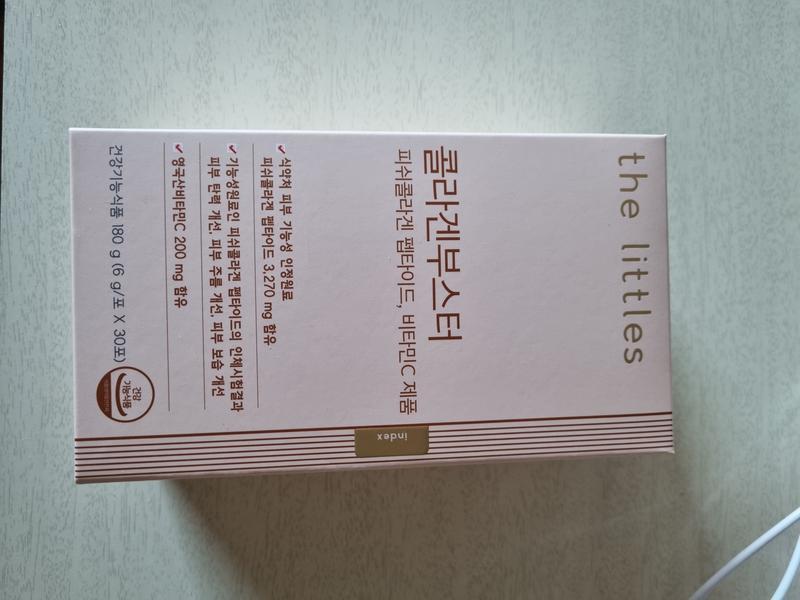 the littles
콜라겐부스터
피쉬콜라겐 펩타이드, 비타민C 제품
식약처 피부 기능성 인정원료
피쉬콜라겐 펩타이드 3,270 mg 함유
기능성원료인 피쉬콜라겐 펩타이드의 인체시험결과
피부 탄력 개선, 피부 주름 개선, 피부 보습 개선
영국산비타민C 200 mg 함유
건강기능식품 180 g (6 g/포 X 30포)
건강
기능식품
index